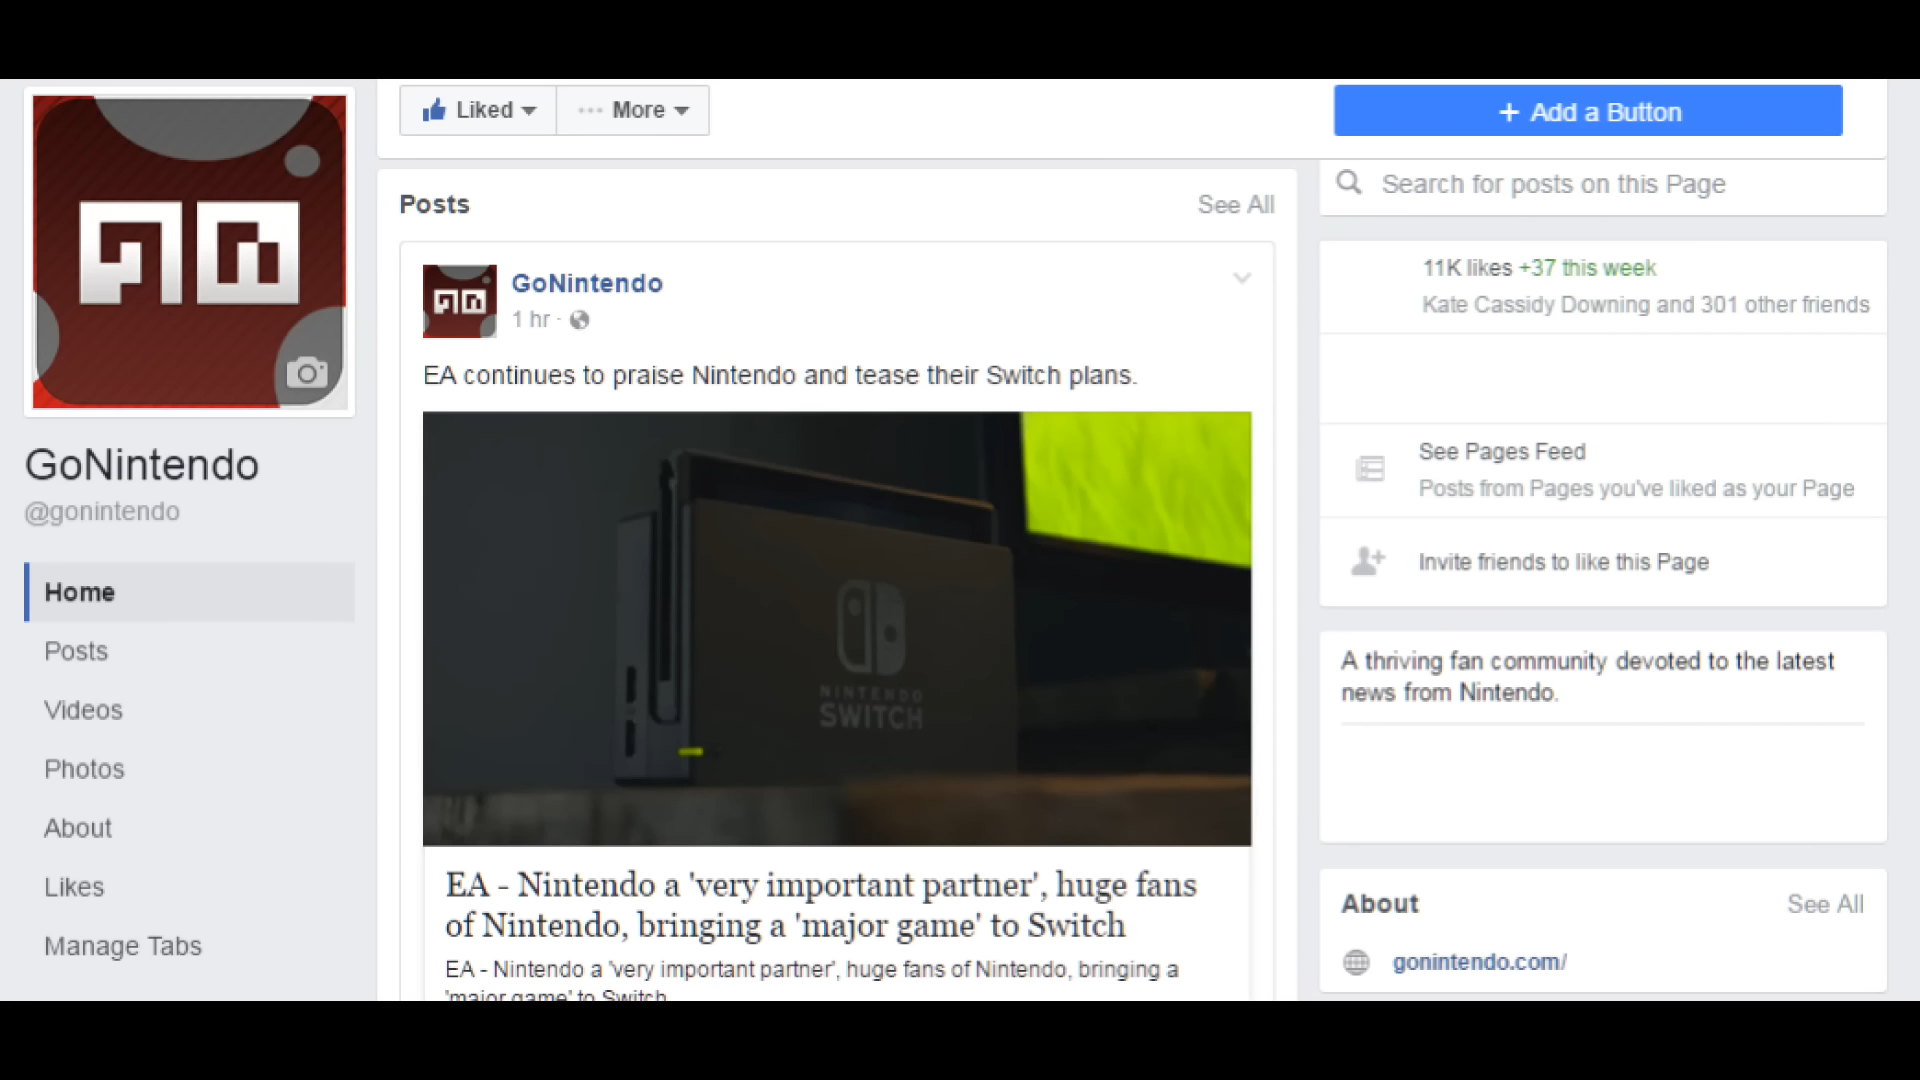 Liked
More
+ Add a Button
Search for posts on this Page
Posts
See All
GoNintendo
1 hr ·
EA continues to praise Nintendo and tease their Switch plans.
NINTENDO
SWITCH
EA - Nintendo a 'very important partner', huge fans
of Nintendo, bringing a 'major game' to Switch
EA - Nintendo a 'very important partner', huge fans of Nintendo, bringing a
'major game' to Switch
GoNintendo
@gonintendo
Home
Posts
Videos
Photos
About
Likes
Manage Tabs
11K likes +37 this week
Kate Cassidy Downing and 301 other friends
See Pages Feed
Posts from Pages you've liked as your Page
Invite friends to like this Page
A thriving fan community devoted to the latest
news from Nintendo.
About
See All
gonintendo.com/